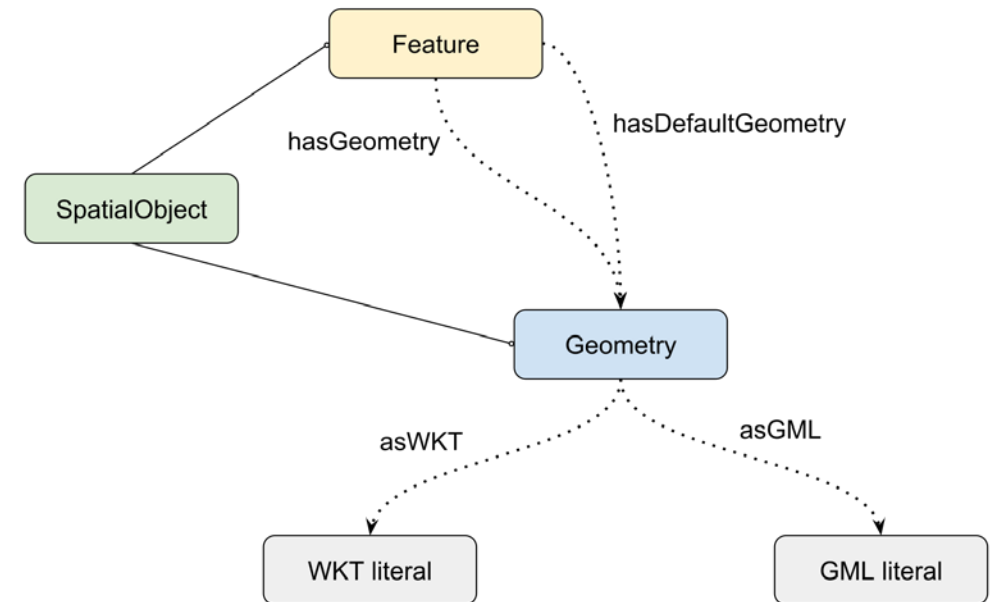 Feature
hasDefaultGeometry
hasGeometry
SpatialObject
Geometry
asWKT
asGML
WKT literal
GML literal